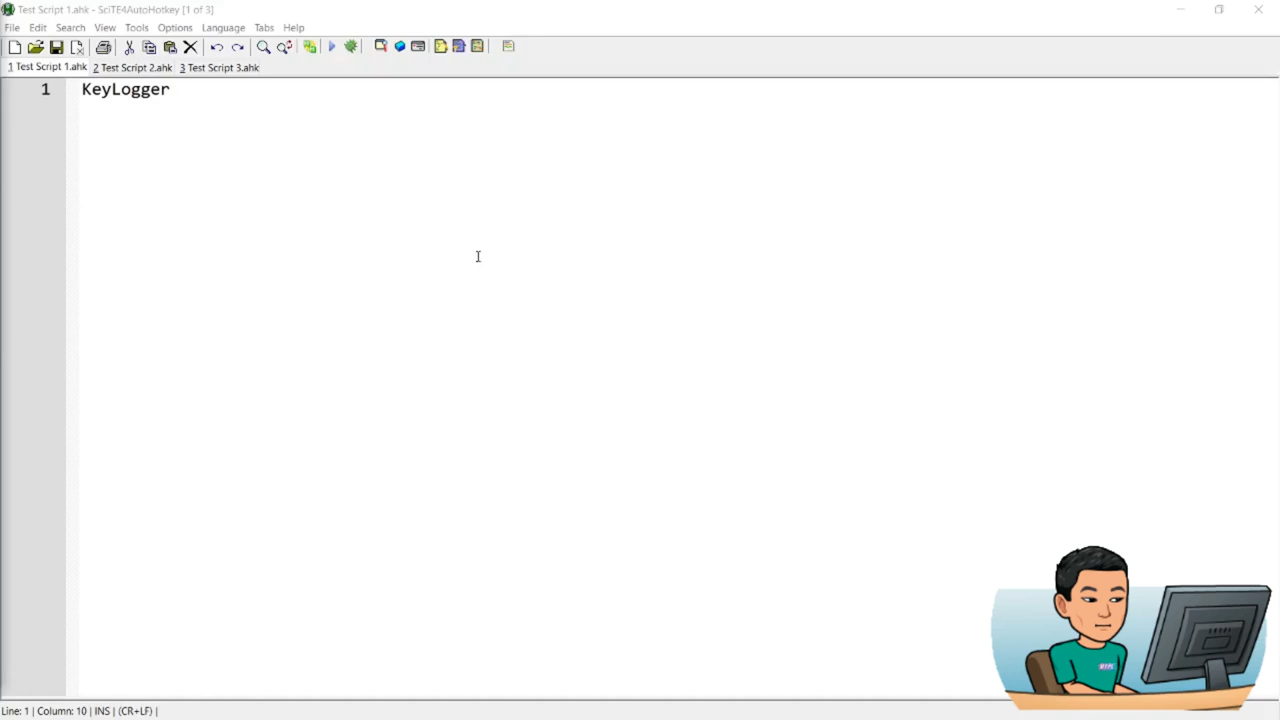 Test Script 1.ahk - SciTE4AutoHotkey [1 of 3]
File Edit Search View Tools Options Language Tabs Help
1 Test Script 1.ahk 2 Test Script 2.ahk 3 Test Script 3.ahk
1 KeyLogger
Line: 1 | Column: 10 | INS | (CR+LF) |